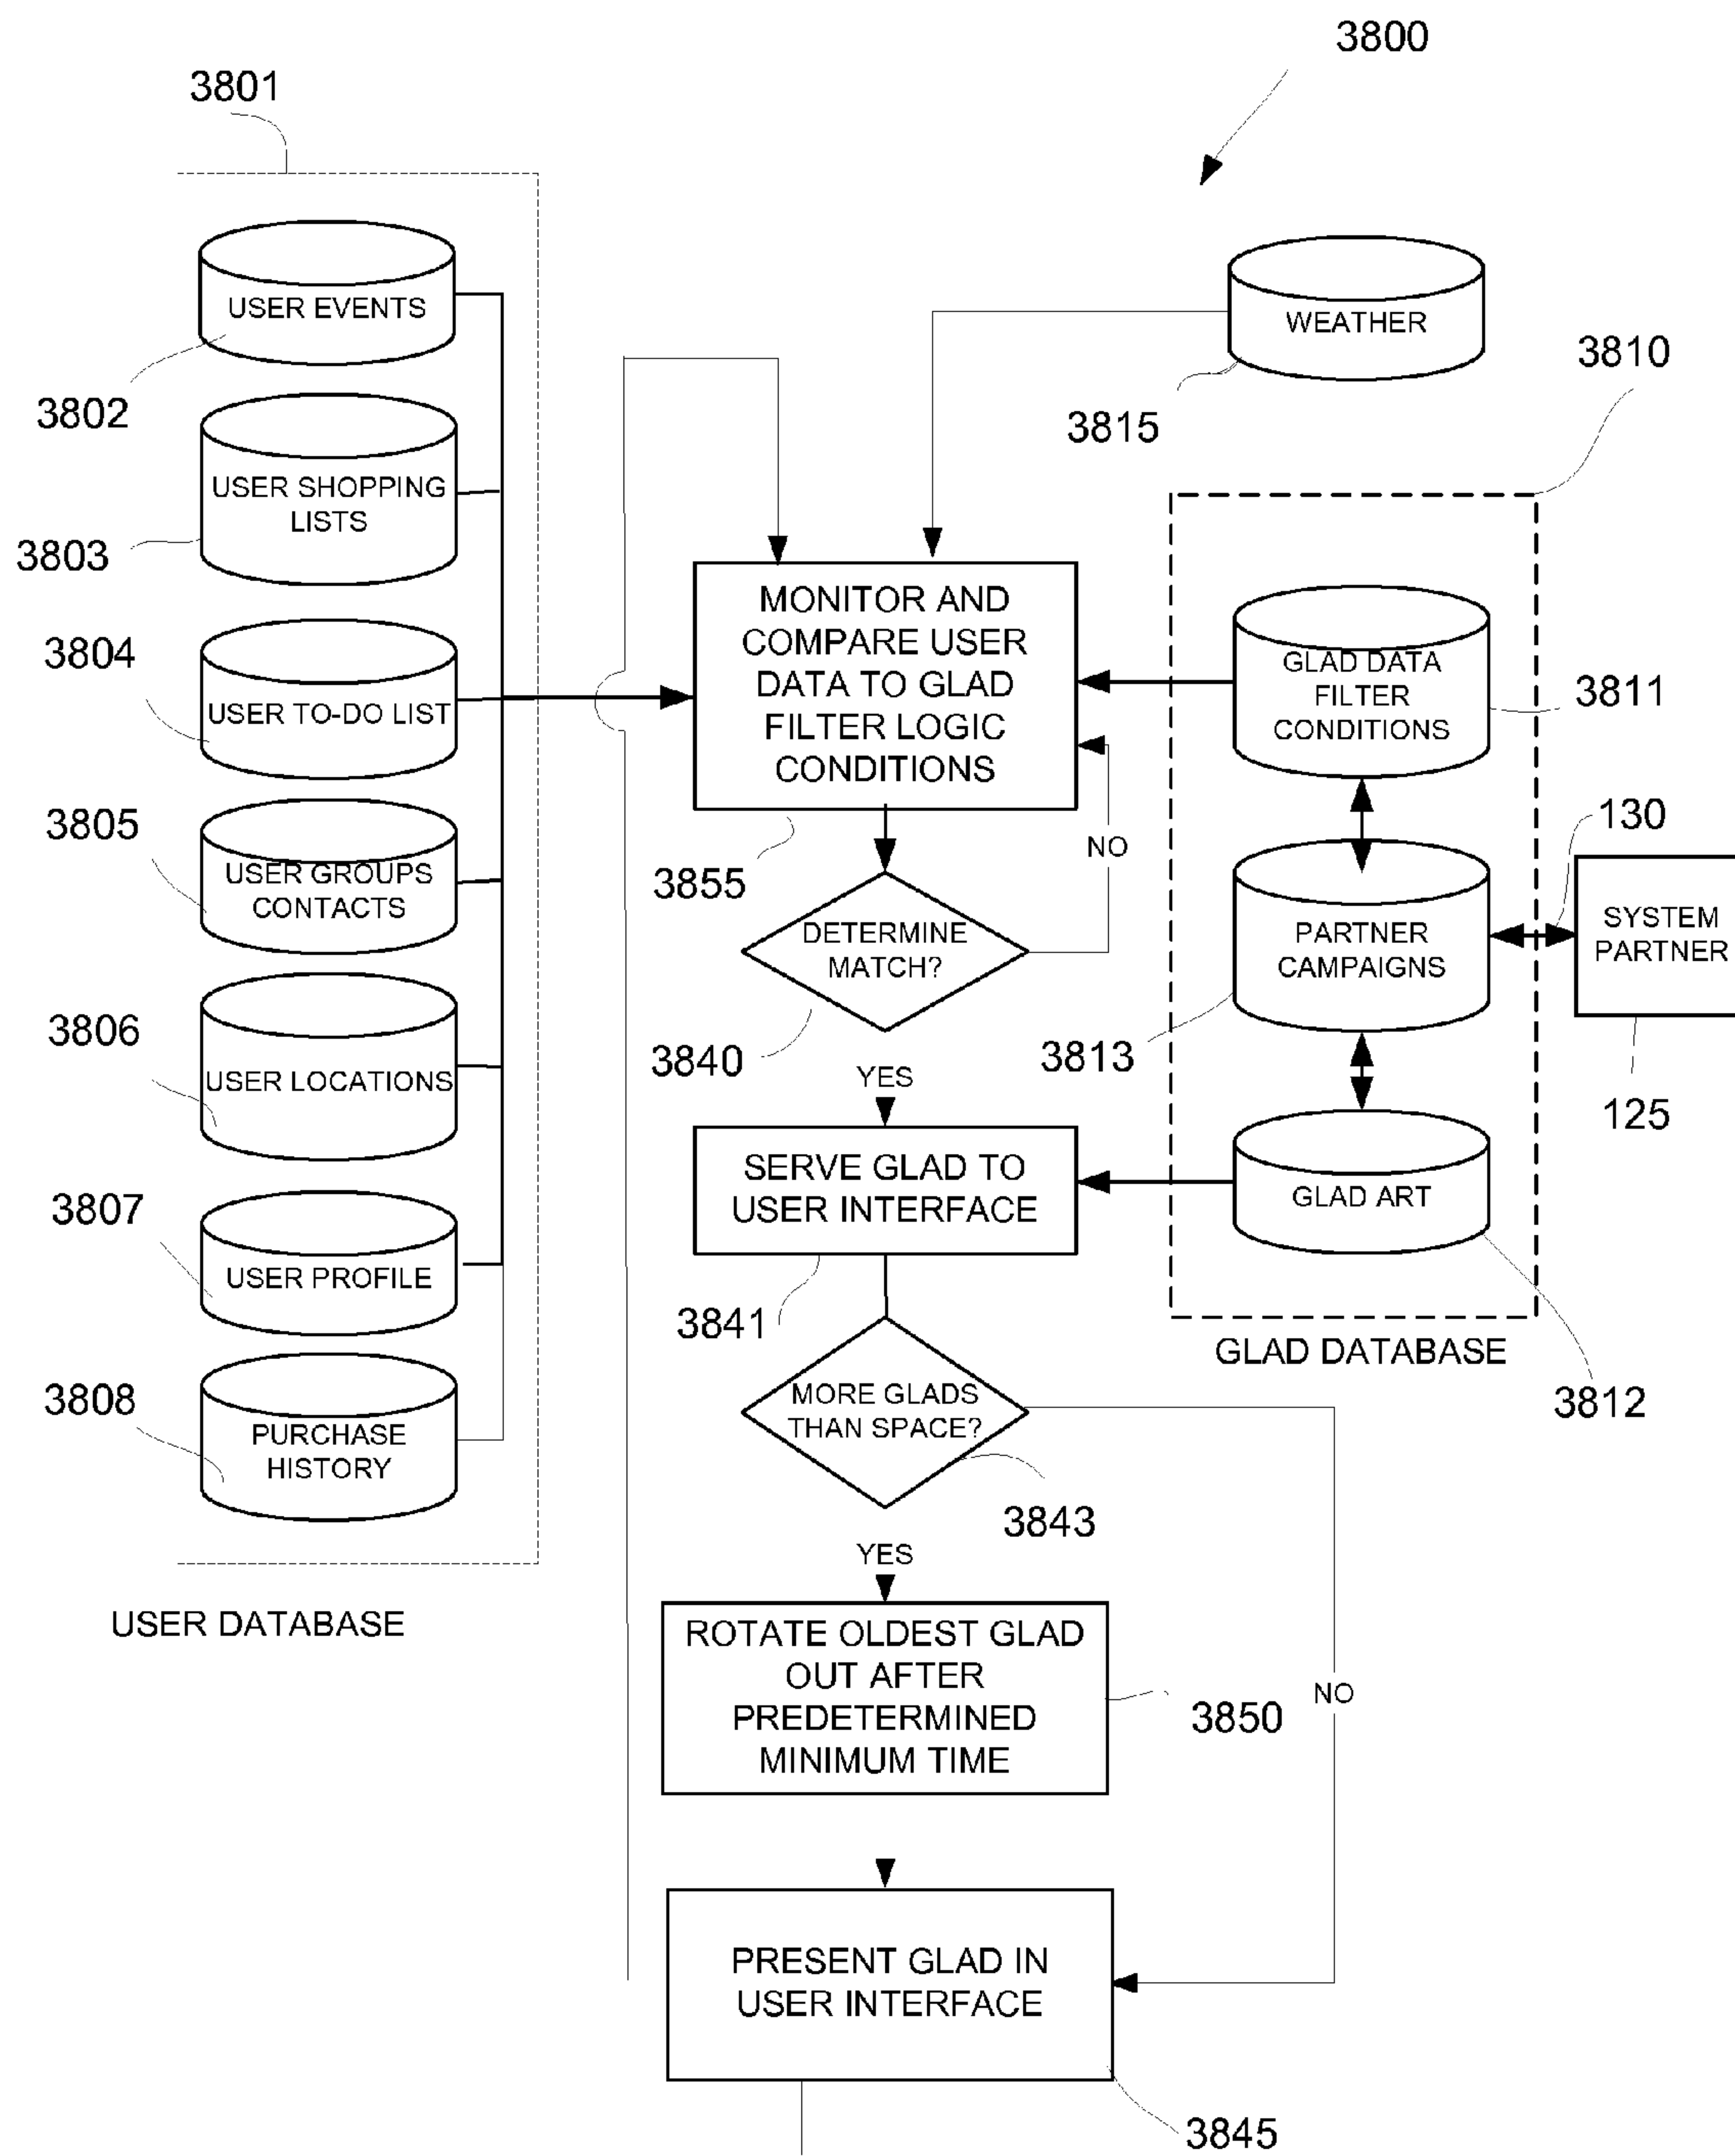 3800
3801
USER EVENTS
3802
USER SHOPPING
LISTS
3803
3804
USER TO-DO LIST
3805
USER GROUPS
CONTACTS
3806
USER LOCATIONS
3807
USER PROFILE
3808
PURCHASE
HISTORY
USER DATABASE
WEATHER
3815
3810
MONITOR AND
COMPARE USER
DATA TO GLAD
FILTER LOGIC
CONDITIONS
3855
NO
DETERMINE
MATCH?
3840
YES
SERVE GLAD TO
USER INTERFACE
3841
MORE GLADS
THAN SPACE?
3843
YES
NO
ROTATE OLDEST GLAD
OUT AFTER
PREDETERMINED
MINIMUM TIME
3850
PRESENT GLAD IN
USER INTERFACE
3845
GLAD DATA
FILTER
CONDITIONS
3811
130
PARTNER
CAMPAIGNS
3813
SYSTEM
PARTNER
125
GLAD ART
GLAD DATABASE
3812